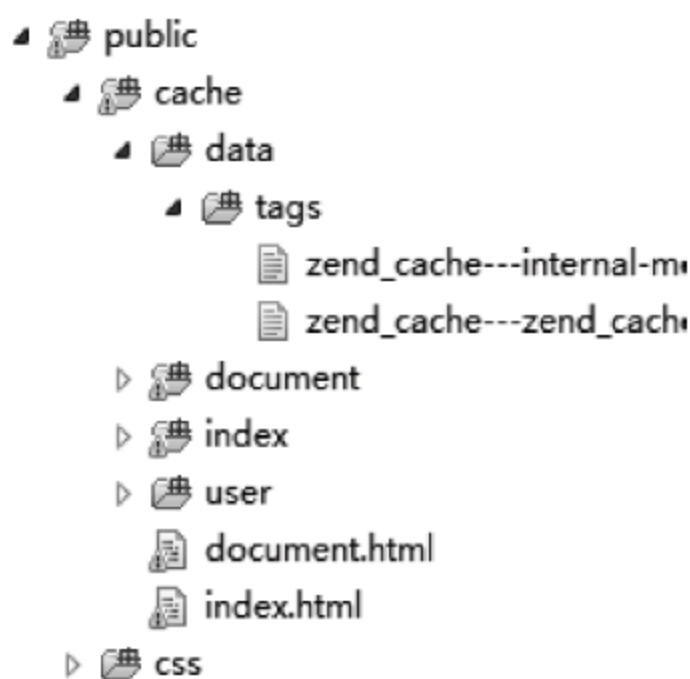 public
cache
data
tags
zend_cache---internal-m
zend_cache---zend_cach
document
index
user
document.html
index.html
css